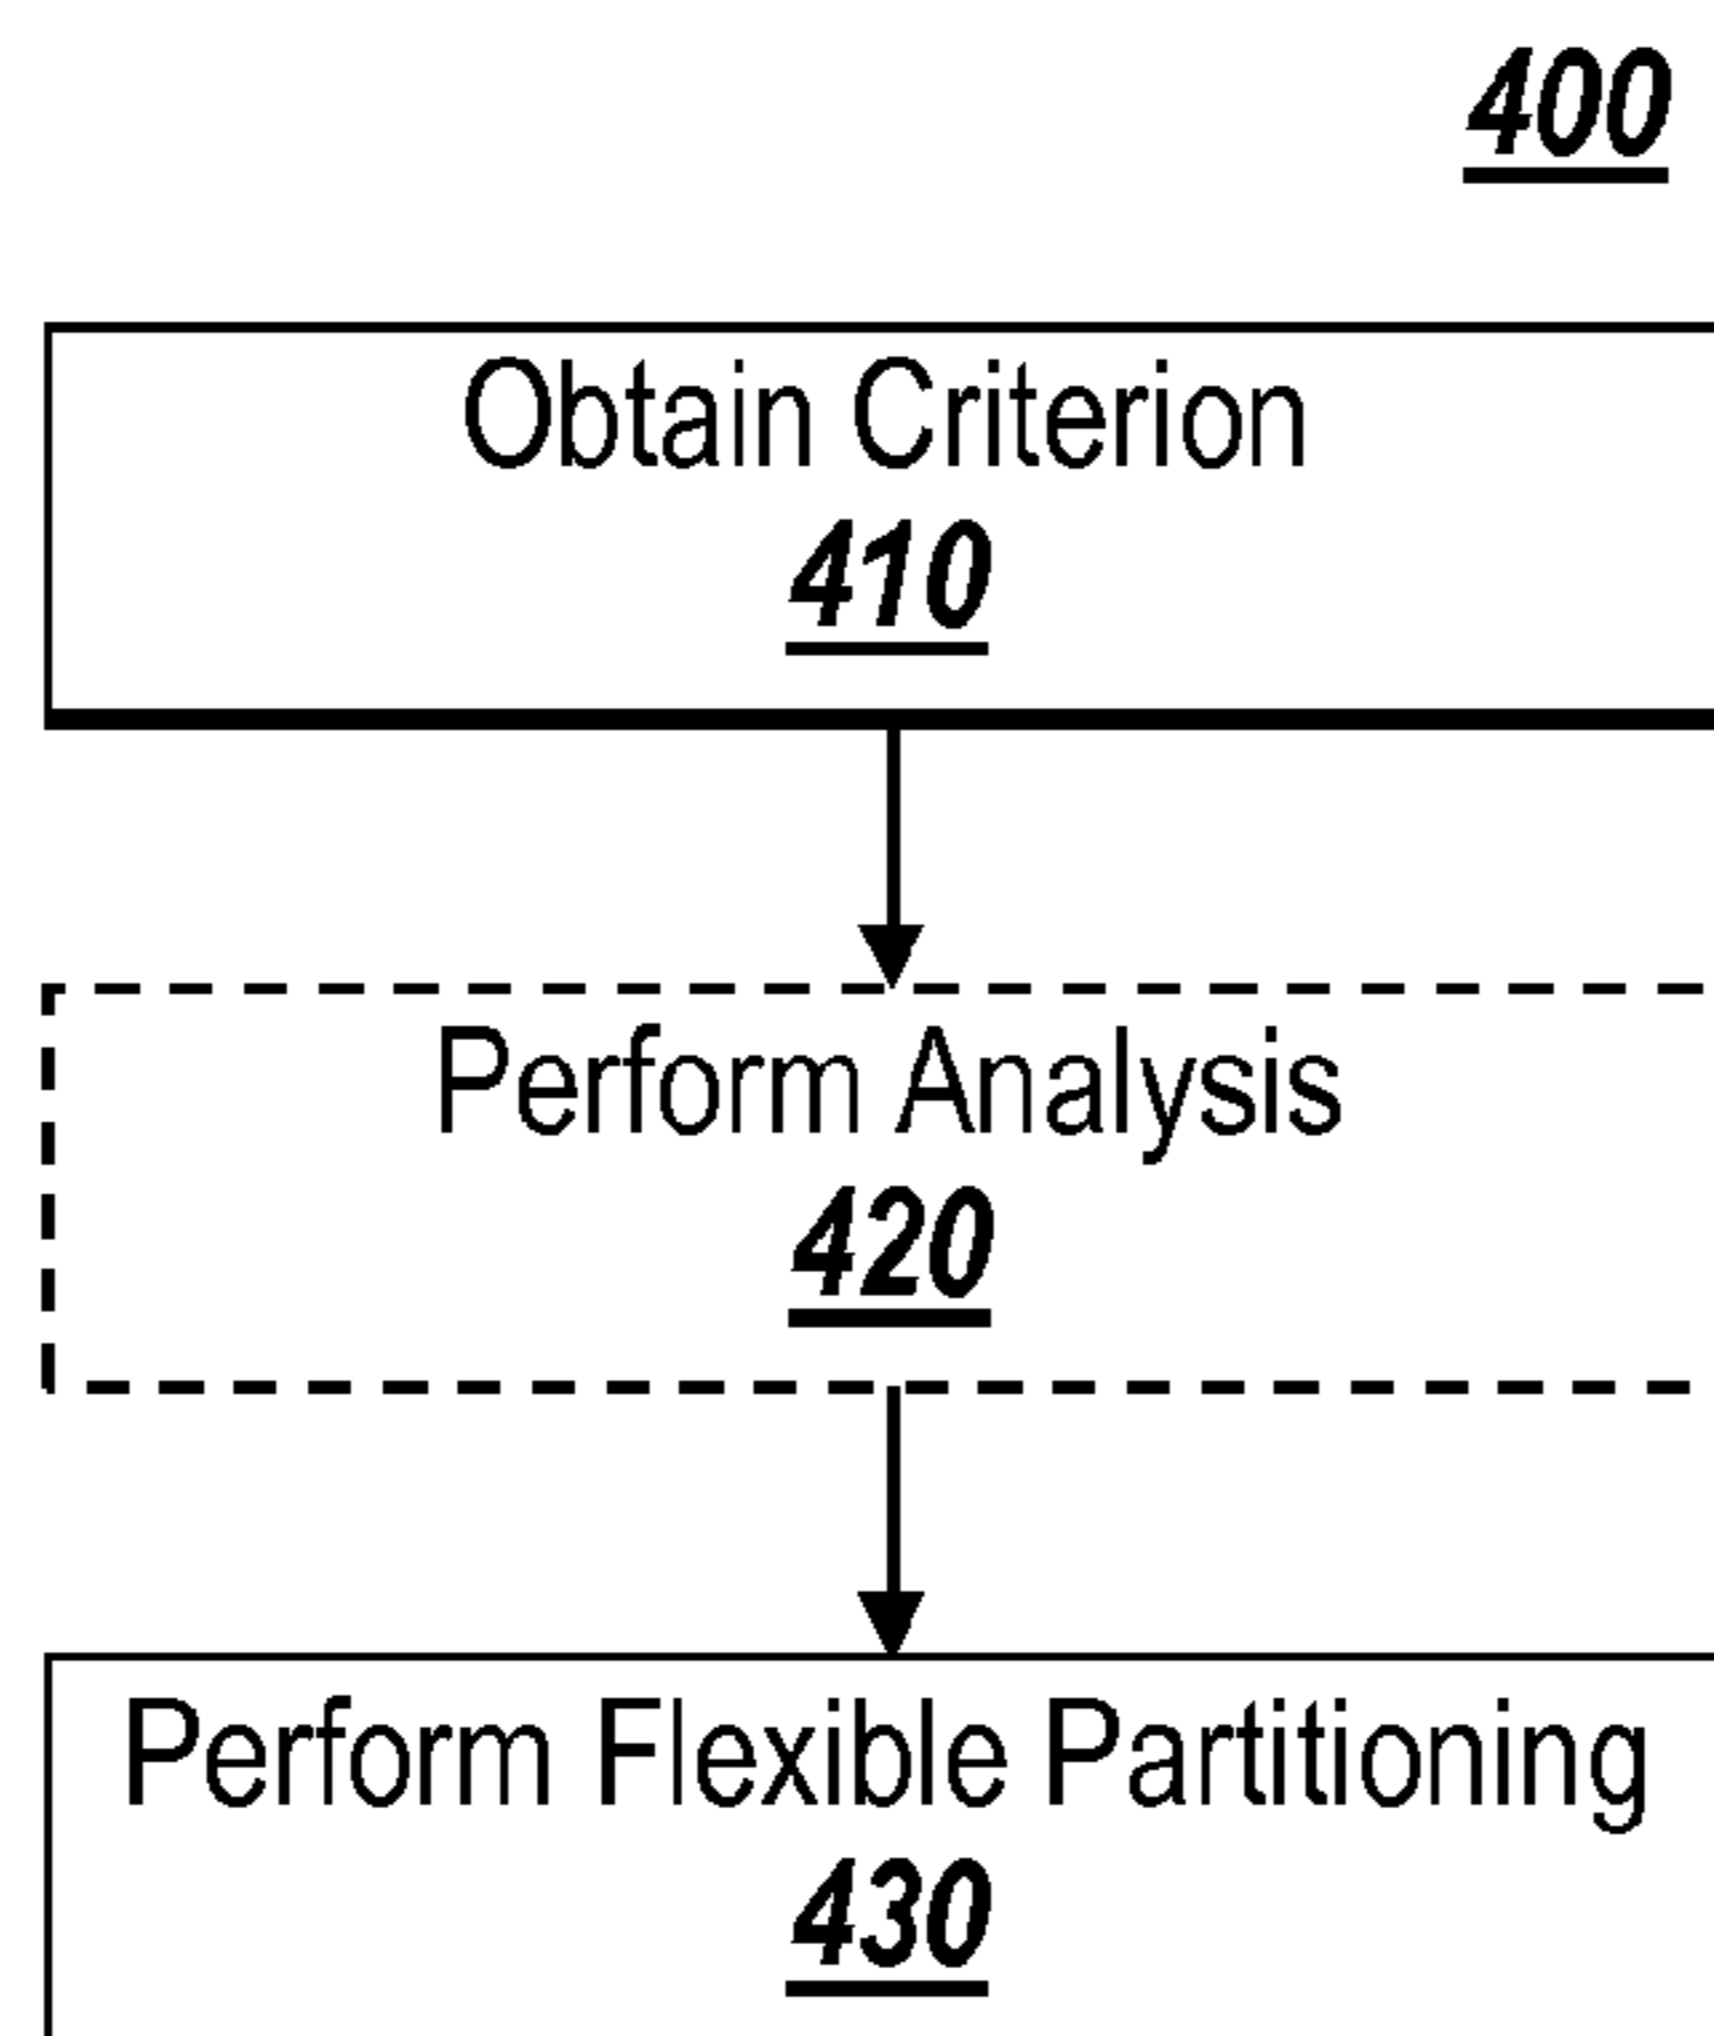 400
Obtain Criterion
410
Perform Analysis
420
Perform Flexible Partitioning
430